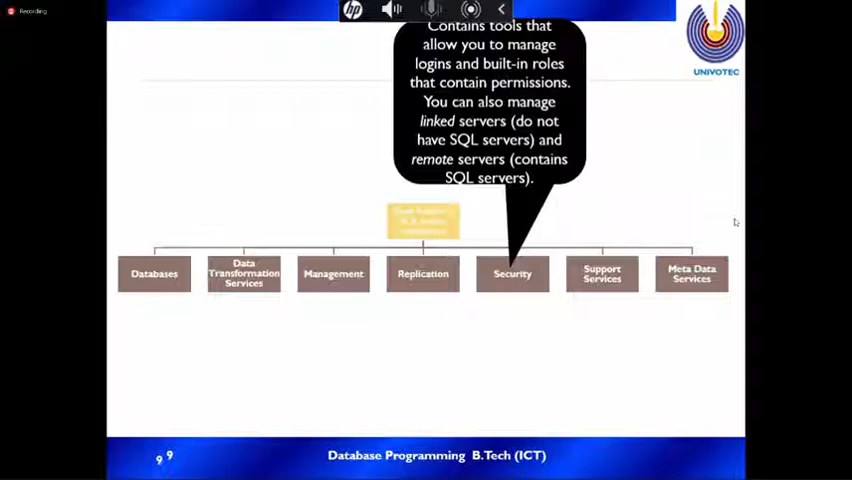 Recording
hp
UNIVOTEC
Contains tools that
allow you to manage
logins and built-in roles
that contain permissions.
You can also manage
linked servers (do not
have SQL servers) and
remote servers (contains
SQL servers).
Databases
Data
Transformation
Services
Management
Replication
Security
Support
Services
Meta Data
Services
9 9
Database Programming B.Tech (ICT)